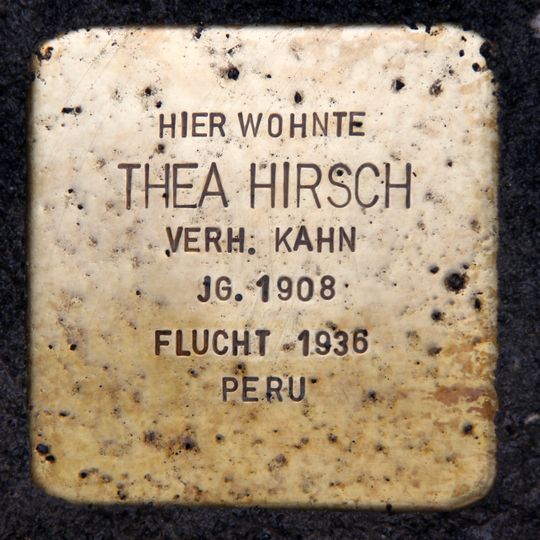 HIER WOHNTE
THEA HIRSCH
VERH. KAHN
JG. 1908
FLUCHT 1936
PERU